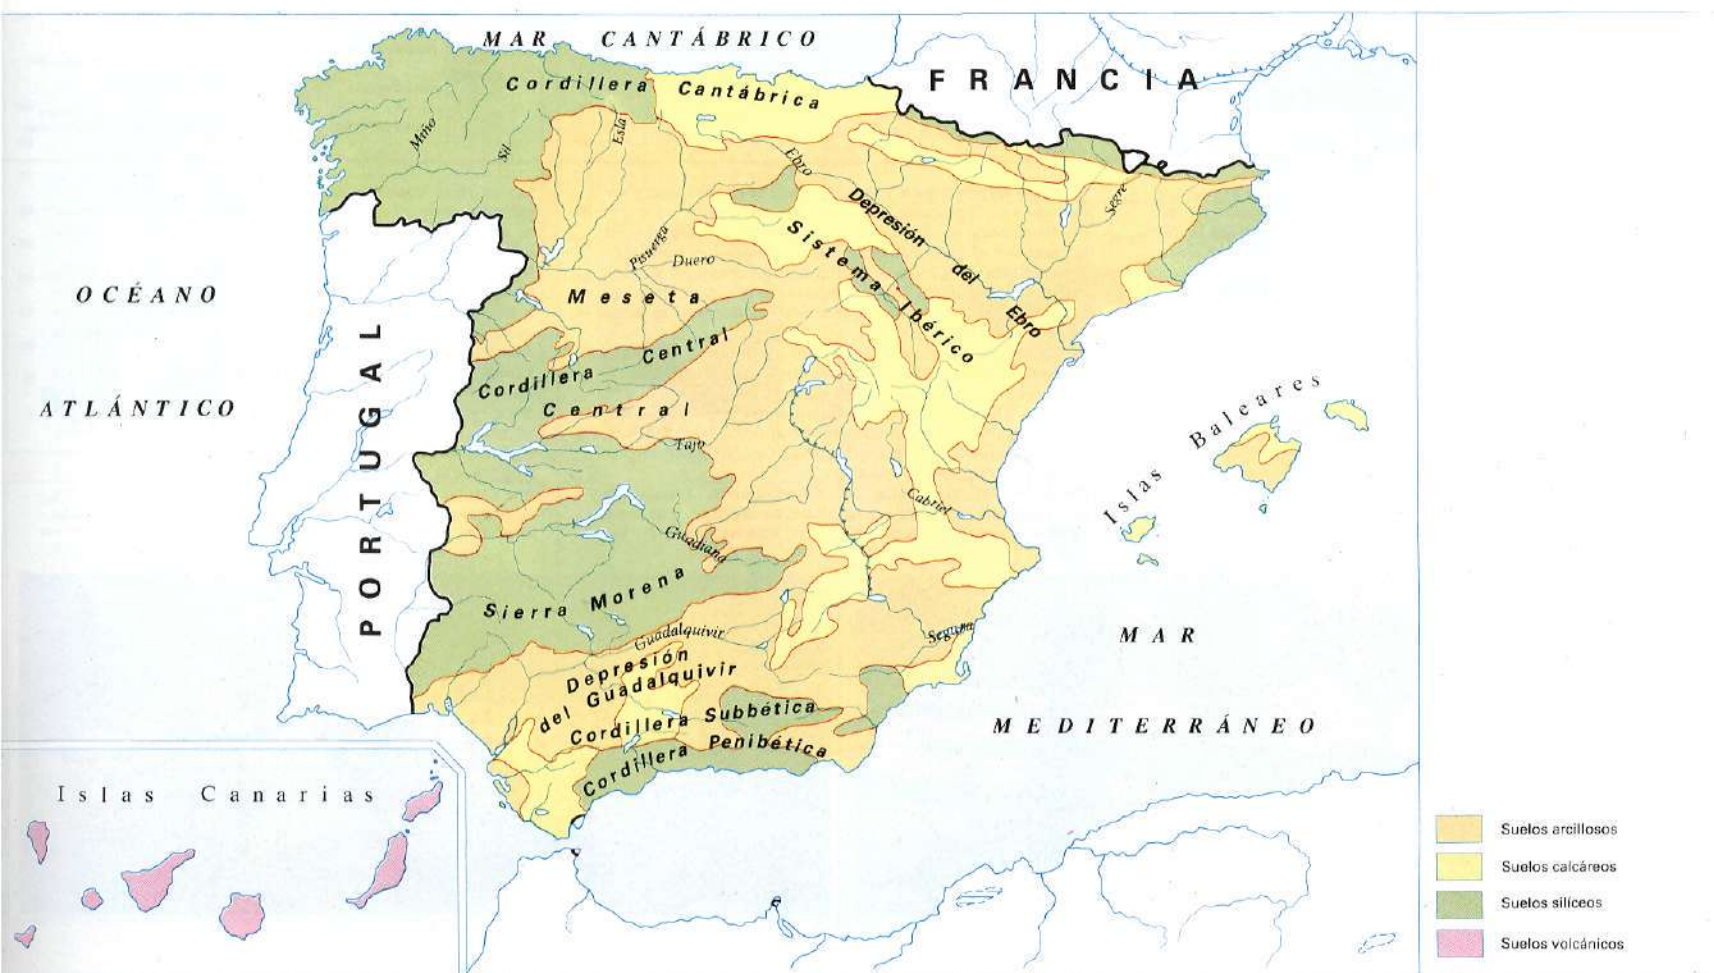 MAR CANTÁBRICO
FRANCIA
Cordillera Cantábrica
Miño
Sil
Esla
Ebro
Segre
Depresión del Ebro
Sistema Ibérico
Pisuerga
Duero
Meseta
OCÉANO
ATLÁNTICO
PORTUGAL
Cordillera Central
Central
Tajo
Islas Baleares
Cabriel
Guadiana
Sierra Morena
Guadalquivir
Segura
MAR
MEDITERRÁNEO
Depresión
del Guadalquivir
Cordillera Subbética
Cordillera Penibética
Islas Canarias
Suelos arcillosos
Suelos calcáreos
Suelos silíceos
Suelos volcánicos